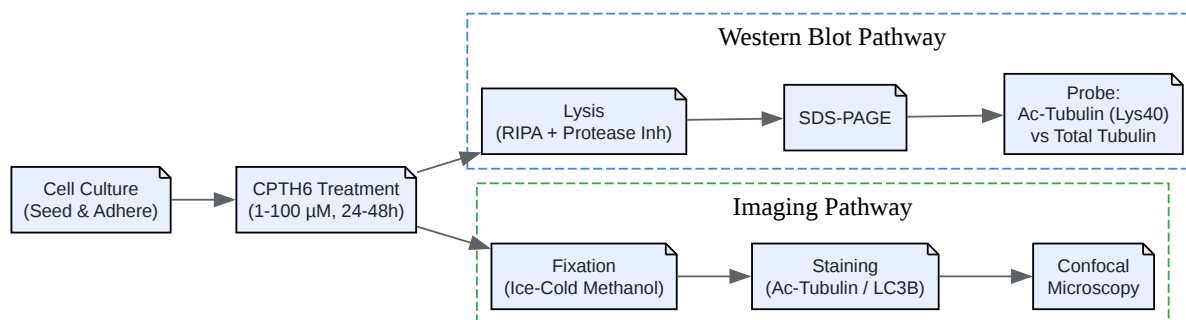 Western Blot Pathway
Lysis
(RIPA + Protease Inh)
SDS-PAGE
Probe:
Ac-Tubulin (Lys40)
vs Total Tubulin
Cell Culture
(Seed & Adhere)
CPTH6 Treatment
(1-100 µM, 24-48h)
Imaging Pathway
Fixation
(Ice-Cold Methanol)
Staining
(Ac-Tubulin / LC3B)
Confocal
Microscopy